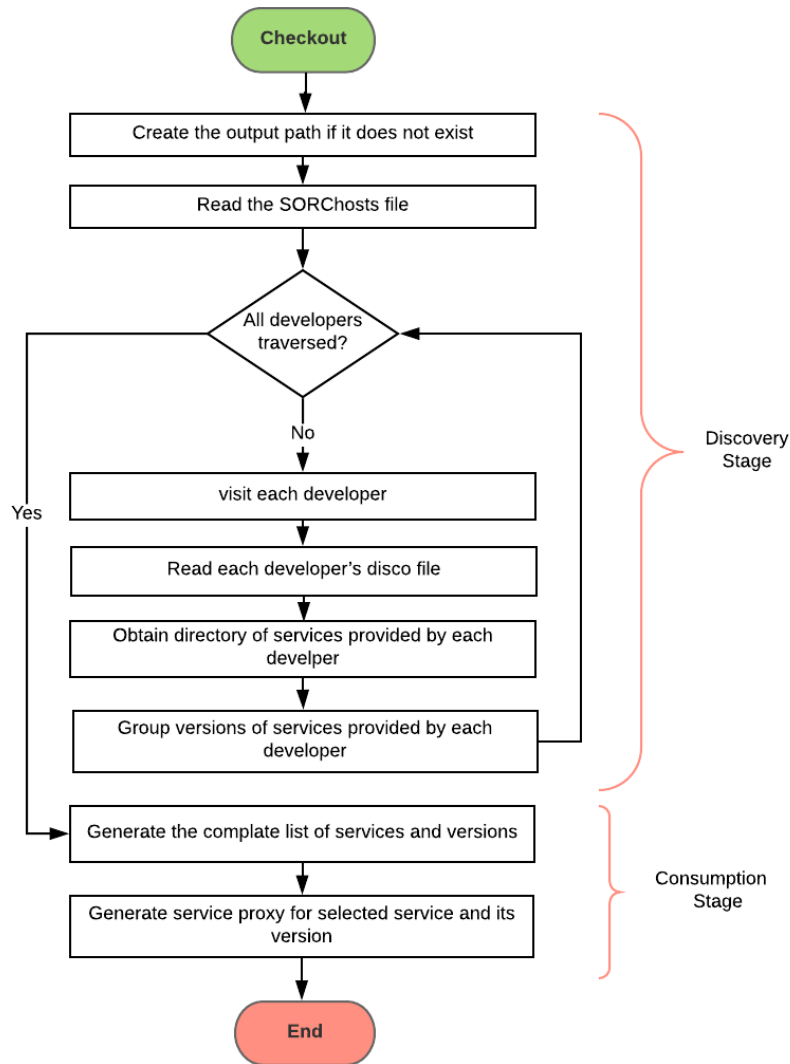 Checkout
Create the output path if it does not exist
Read the SORChosts file
All developers
traversed?
No
Yes
visit each developer
Read each developer's disco file
Obtain directory of services provided by each
develper
Group versions of services provided by each
developer
Discovery
Stage
Generate the complate list of services and versions
Generate service proxy for selected service and its
version
Consumption
Stage
End